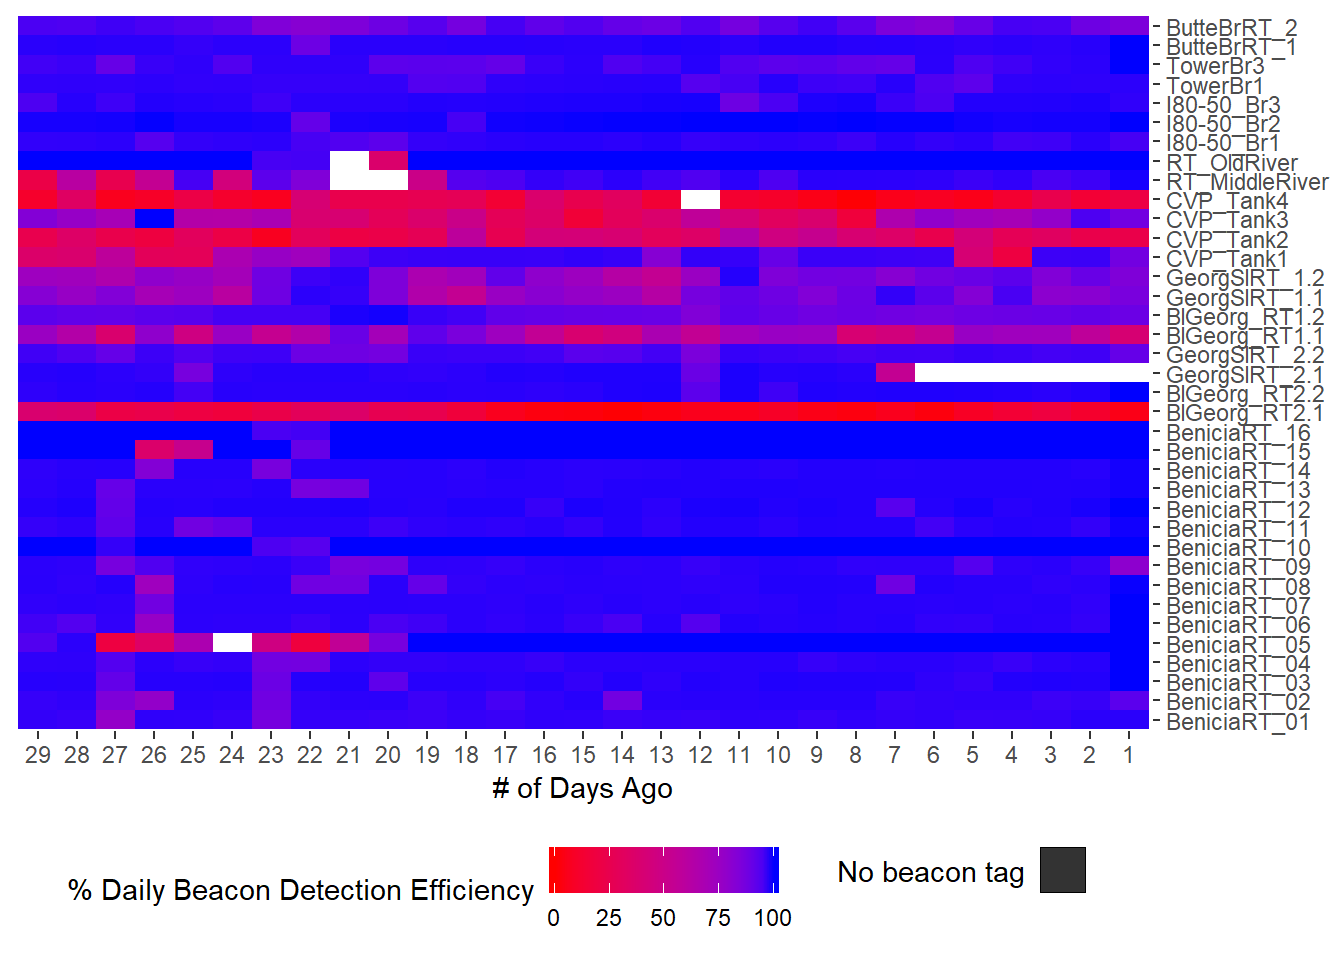 ButteBrRT_2
ButteBrRT_1
TowerBr3
TowerBr1
I80-50_Br3
I80-50_Br2
I80-50_Br1
RT_OldRiver
RT_MiddleRiver
CVP_Tank4
CVP_Tank3
CVP_Tank2
CVP_Tank1
GeorgSlRT_1.2
GeorgSlRT_1.1
BlGeorg_RT1.2
BlGeorg_RT1.1
GeorgSlRT_2.2
GeorgSlRT_2.1
BlGeorg_RT2.2
BlGeorg_RT2.1
BeniciaRT_16
BeniciaRT_15
BeniciaRT_14
BeniciaRT_13
BeniciaRT_12
BeniciaRT_11
BeniciaRT_10
BeniciaRT_09
BeniciaRT_08
BeniciaRT_07
BeniciaRT_06
BeniciaRT_05
BeniciaRT_04
BeniciaRT_03
BeniciaRT_02
BeniciaRT_01
29 28 27 26 25 24 23 22 21 20 19 18 17 16 15 14 13 12 11 10 9 8 7 6 5 4 3 2 1
# of Days Ago
% Daily Beacon Detection Efficiency
0 25 50 75 100
No beacon tag